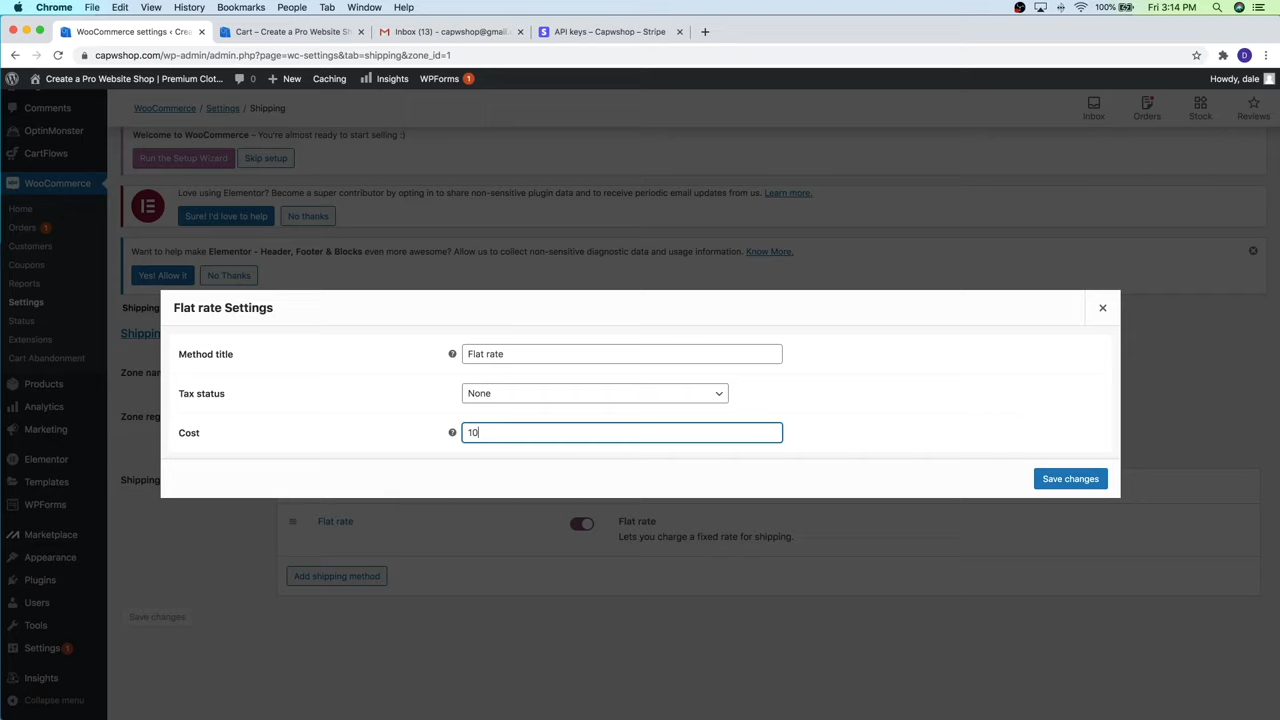 Chrome File Edit View History Bookmarks People Tab Window Help 100% Fri 3:14 PM
WooCommerce settings ‹ Crea Cart – Create a Pro Website Sh Inbox (13) – capwshop@gmail. API keys – Capwshop – Stripe
capwshop.com/wp-admin/admin.php?page=wc-settings&tab=shipping&zone_id=1 D
Create a Pro Website Shop | Premium Clot... 0 New Caching Insights WPForms 1 Howdy, dale
Comments
OptinMonster
CartFlows
WooCommerce
Home
Orders 1
Customers
Coupons
Reports
Settings
Status
Extensions
Cart Abandonment
Products
Analytics
Marketing
Elementor
Templates
WPForms
Marketplace
Appearance
Plugins
Users
Tools
Settings 1
Insights
Collapse menu
WooCommerce / Settings / Shipping
Inbox Orders Stock Reviews
Welcome to WooCommerce – You're almost ready to start selling :)
Run the Setup Wizard Skip setup
Love using Elementor? Become a super contributor by opting in to share non-sensitive plugin data and to receive periodic email updates from us. Learn more.
Sure! I'd love to help No thanks
Want to help make Elementor - Header, Footer & Blocks even more awesome? Allow us to collect non-sensitive diagnostic data and usage information. Know More.
Yes! Allow it No Thanks
Shipping
Shippin
Zone nar
Zone reg
Shipping
Flat rate Settings
Method title Flat rate
Tax status None
Cost 10
Save changes
Flat rate Flat rate
Lets you charge a fixed rate for shipping.
Add shipping method
Save changes